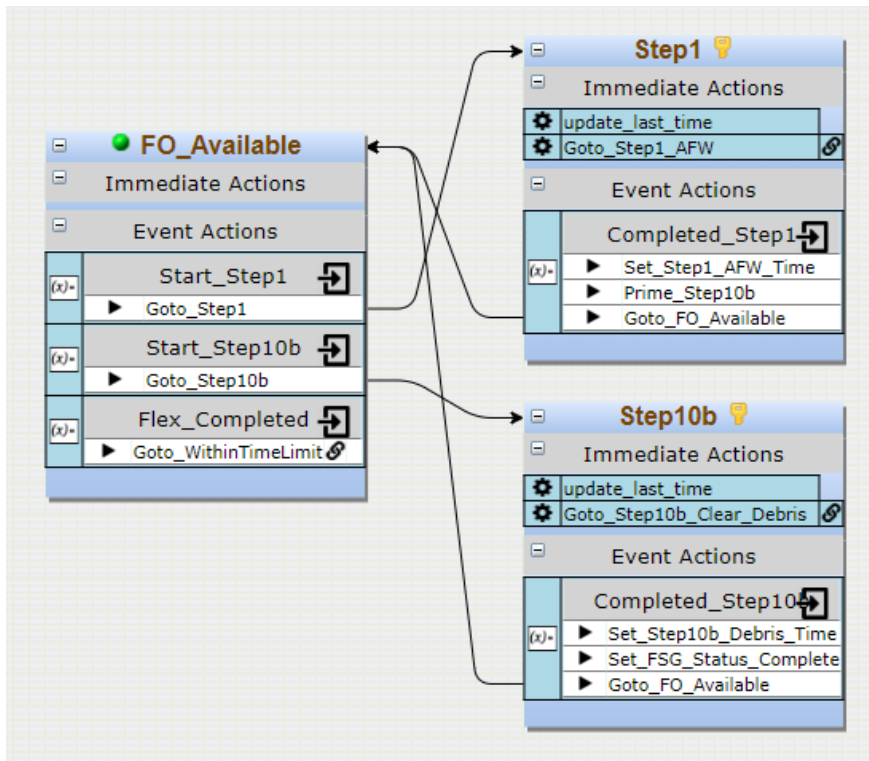 FO_Available
Immediate Actions
Event Actions
(x)=
Start_Step1
Goto_Step1
(x)=
Start_Step10b
Goto_Step10b
(x)=
Flex_Completed
Goto_WithinTimeLimit
Step1
Immediate Actions
update_last_time
Goto_Step1_AFW
Event Actions
(x)=
Completed_Step1
Set_Step1_AFW_Time
Prime_Step10b
Goto_FO_Available
Step10b
Immediate Actions
update_last_time
Goto_Step10b_Clear_Debris
Event Actions
(x)=
Completed_Step10b
Set_Step10b_Debris_Time
Set_FSG_Status_Complete
Goto_FO_Available